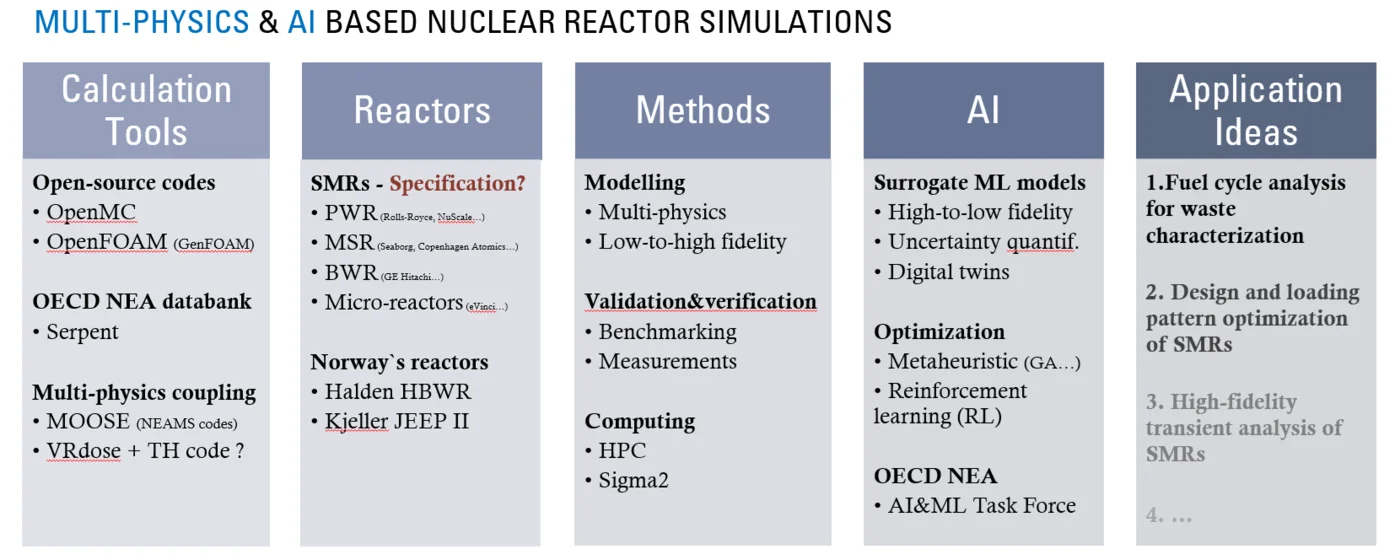 MULTI-PHYSICS & AI BASED NUCLEAR REACTOR SIMULATIONS
Calculation
Tools
Open-source codes
• OpenMC
• OpenFOAM (GenFOAM)
OECD NEA databank
• Serpent
Multi-physics coupling
• MOOSE (NEAMS codes)
• VRdose + TH code ?
Reactors
SMRs - Specification?
• PWR (Rolls-Royce, NuScale…)
• MSR (Seaborg, Copenhagen Atomics…)
• BWR (GE Hitachi…)
• Micro-reactors (eVinci…)
Norway`s reactors
• Halden HBWR
• Kjeller JEEP II
Methods
Modelling
• Multi-physics
• Low-to-high fidelity
Validation&verification
• Benchmarking
• Measurements
Computing
• HPC
• Sigma2
AI
Surrogate ML models
• High-to-low fidelity
• Uncertainty quantif.
• Digital twins
Optimization
• Metaheuristic (GA…)
• Reinforcement
learning (RL)
OECD NEA
• AI&ML Task Force
Application
Ideas
1.Fuel cycle analysis
for waste
characterization
2. Design and loading
pattern optimization
of SMRs
3. High-fidelity
transient analysis of
SMRs
4. …